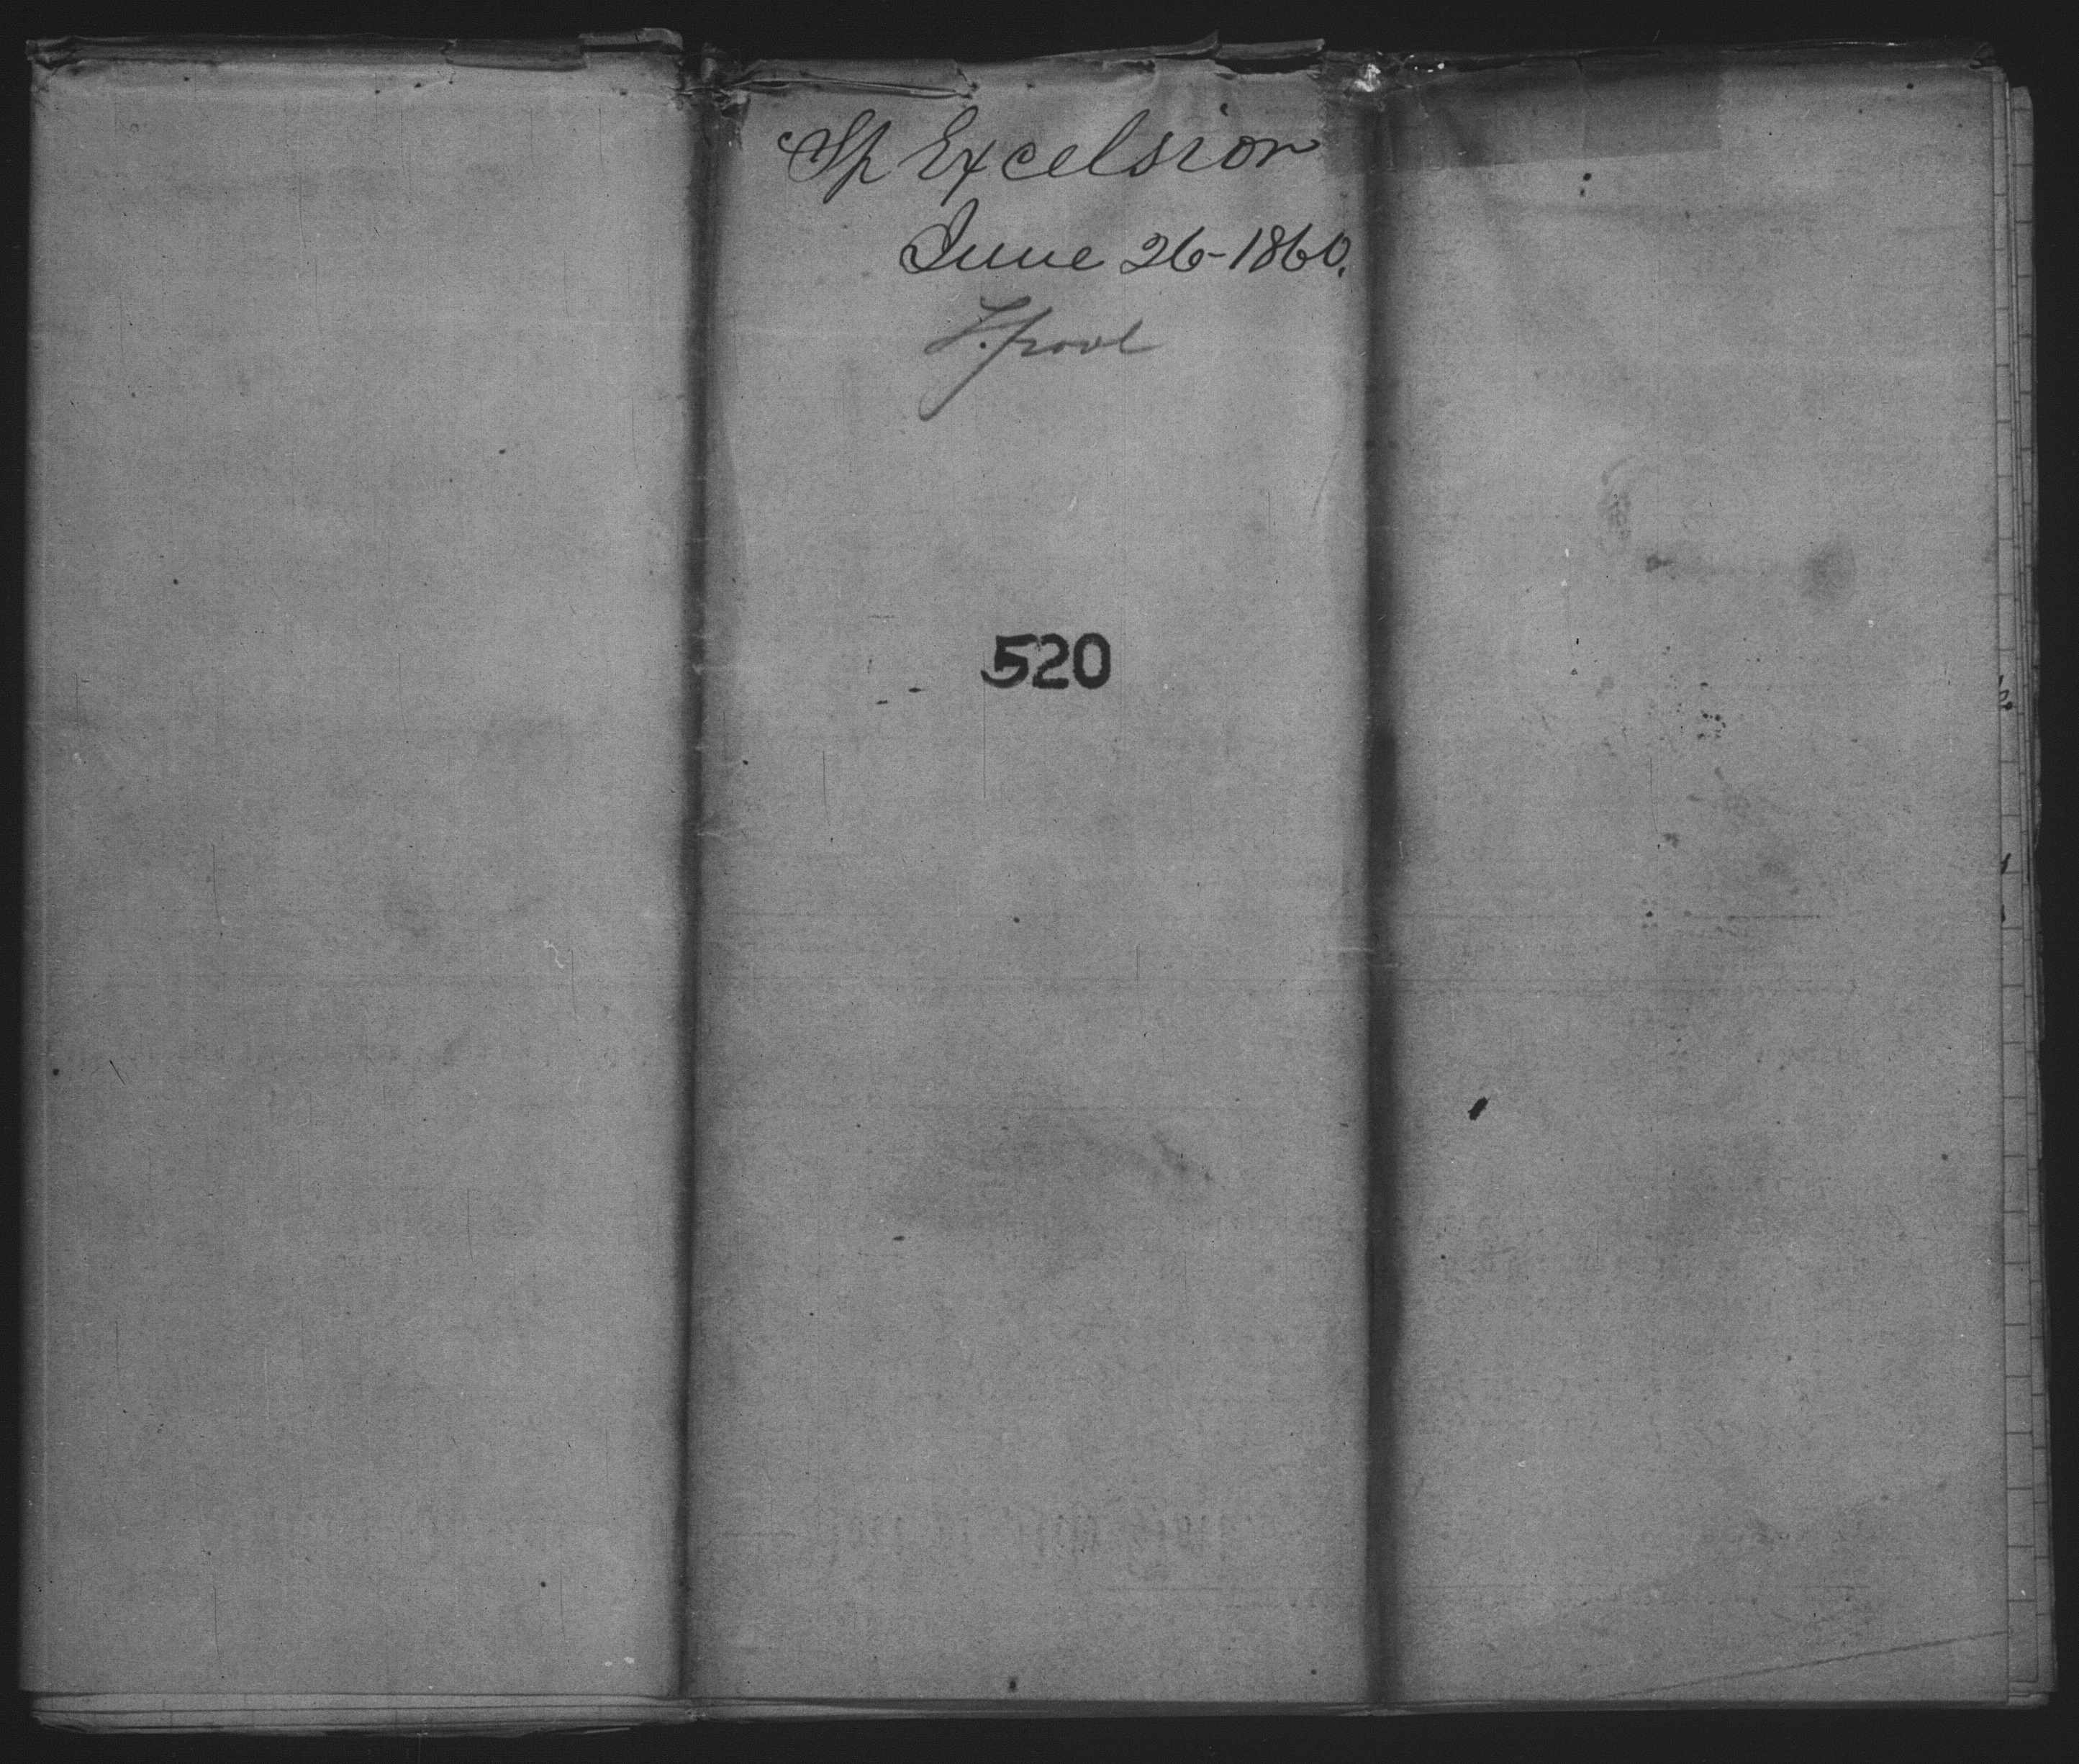 Sp Excelsior
June 26-1860.
L.pool
520